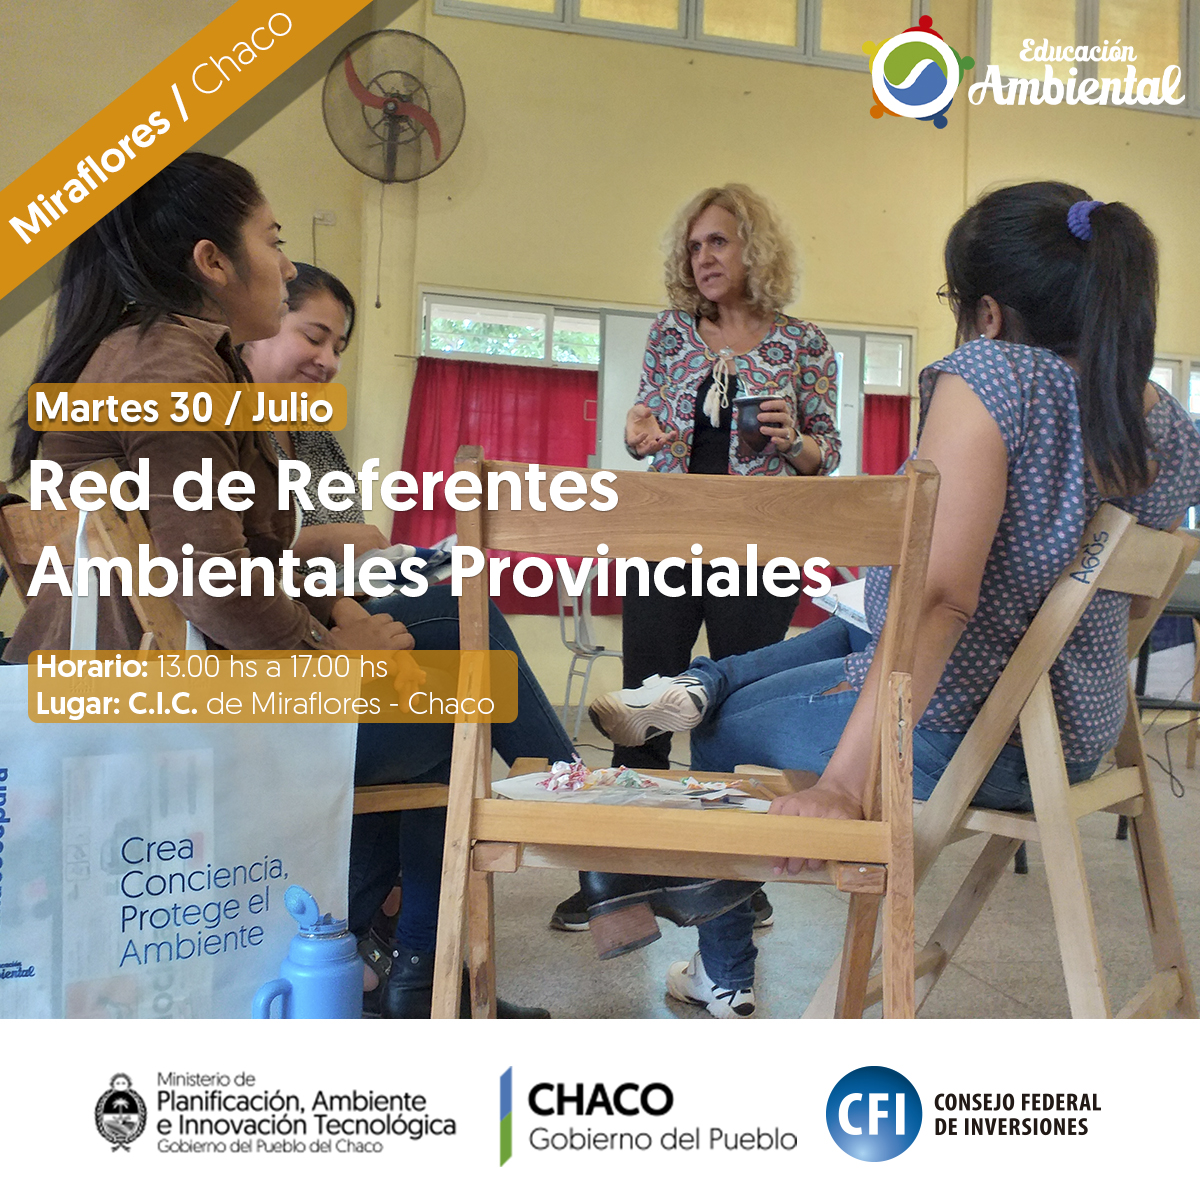 Miraflores / Chaco
Educación
Ambiental
Martes 30 / Julio
Red de Referentes
Ambientales Provinciales
Horario: 13.00 hs a 17.00 hs
Lugar: C.I.C. de Miraflores - Chaco
Agos
Crea
Conciencia,
Protege el
Ambiente
Ministerio de
Planificación, Ambiente
e Innovación Tecnológica
Gobierno del Pueblo del Chaco
CHACO
Gobierno del Pueblo
CFI
CONSEJO FEDERAL
DE INVERSIONES